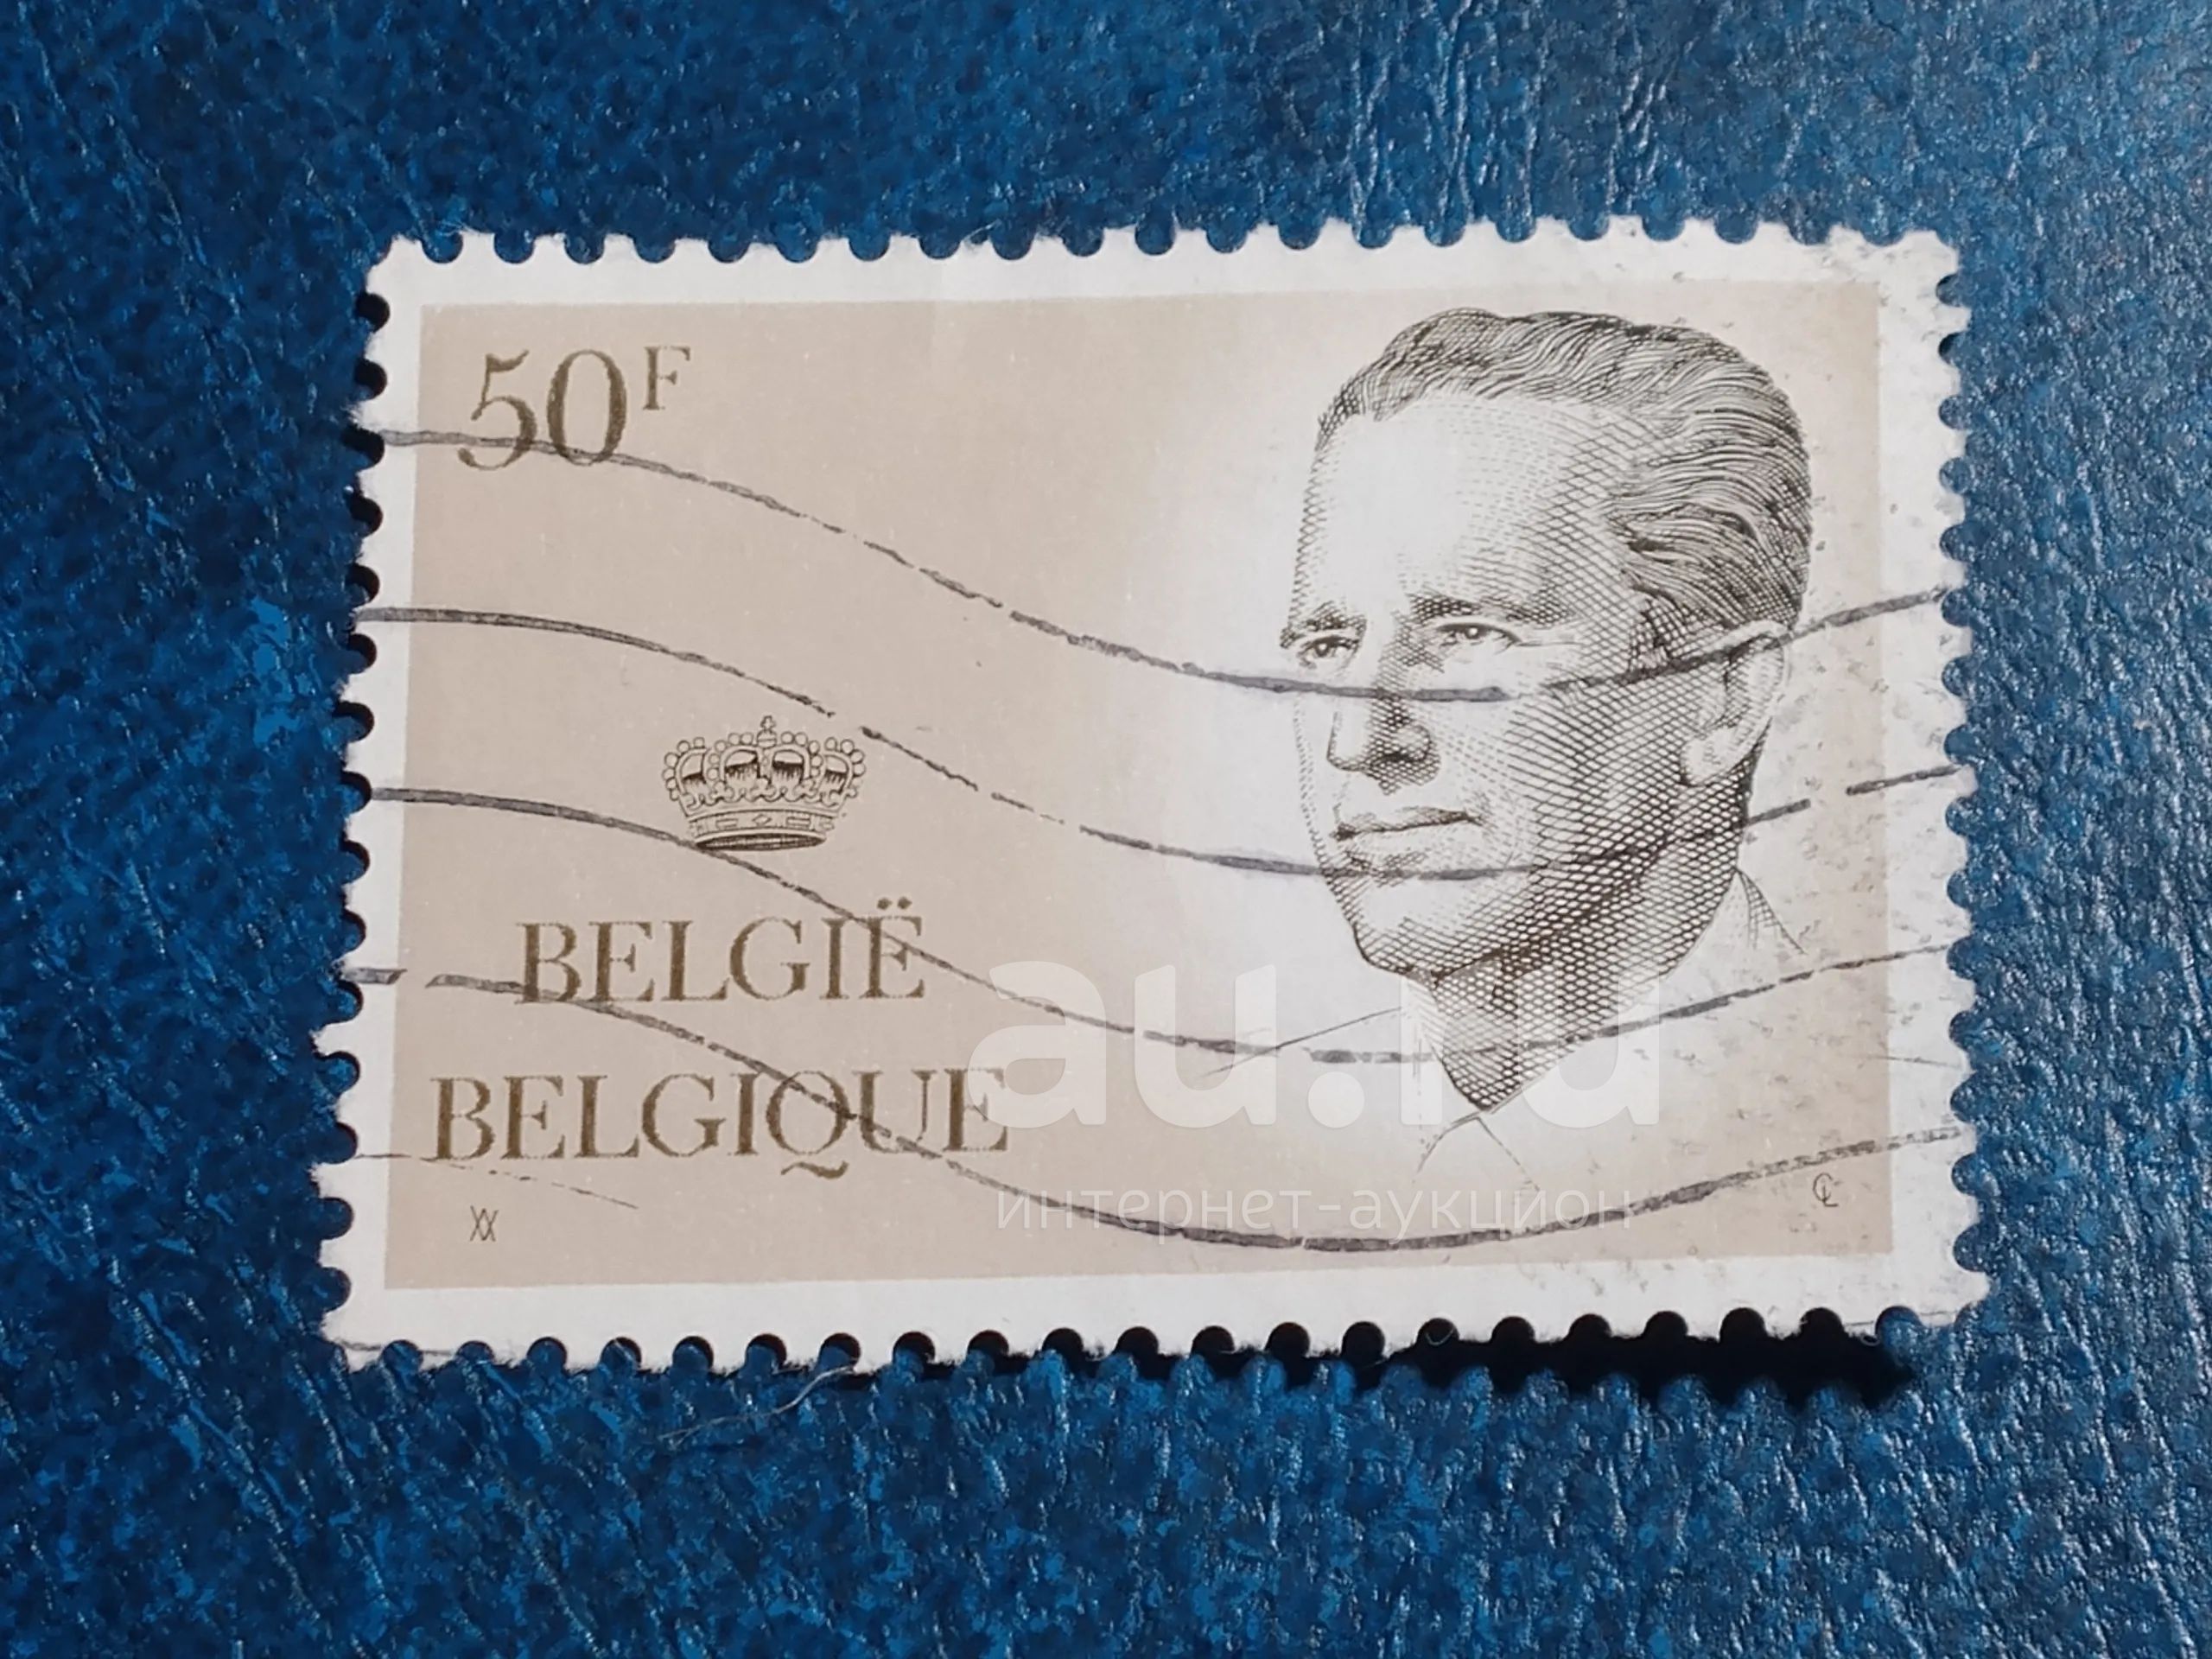 50F
BELGIË
BELGIQUE
au.ru
интернет-аукцион